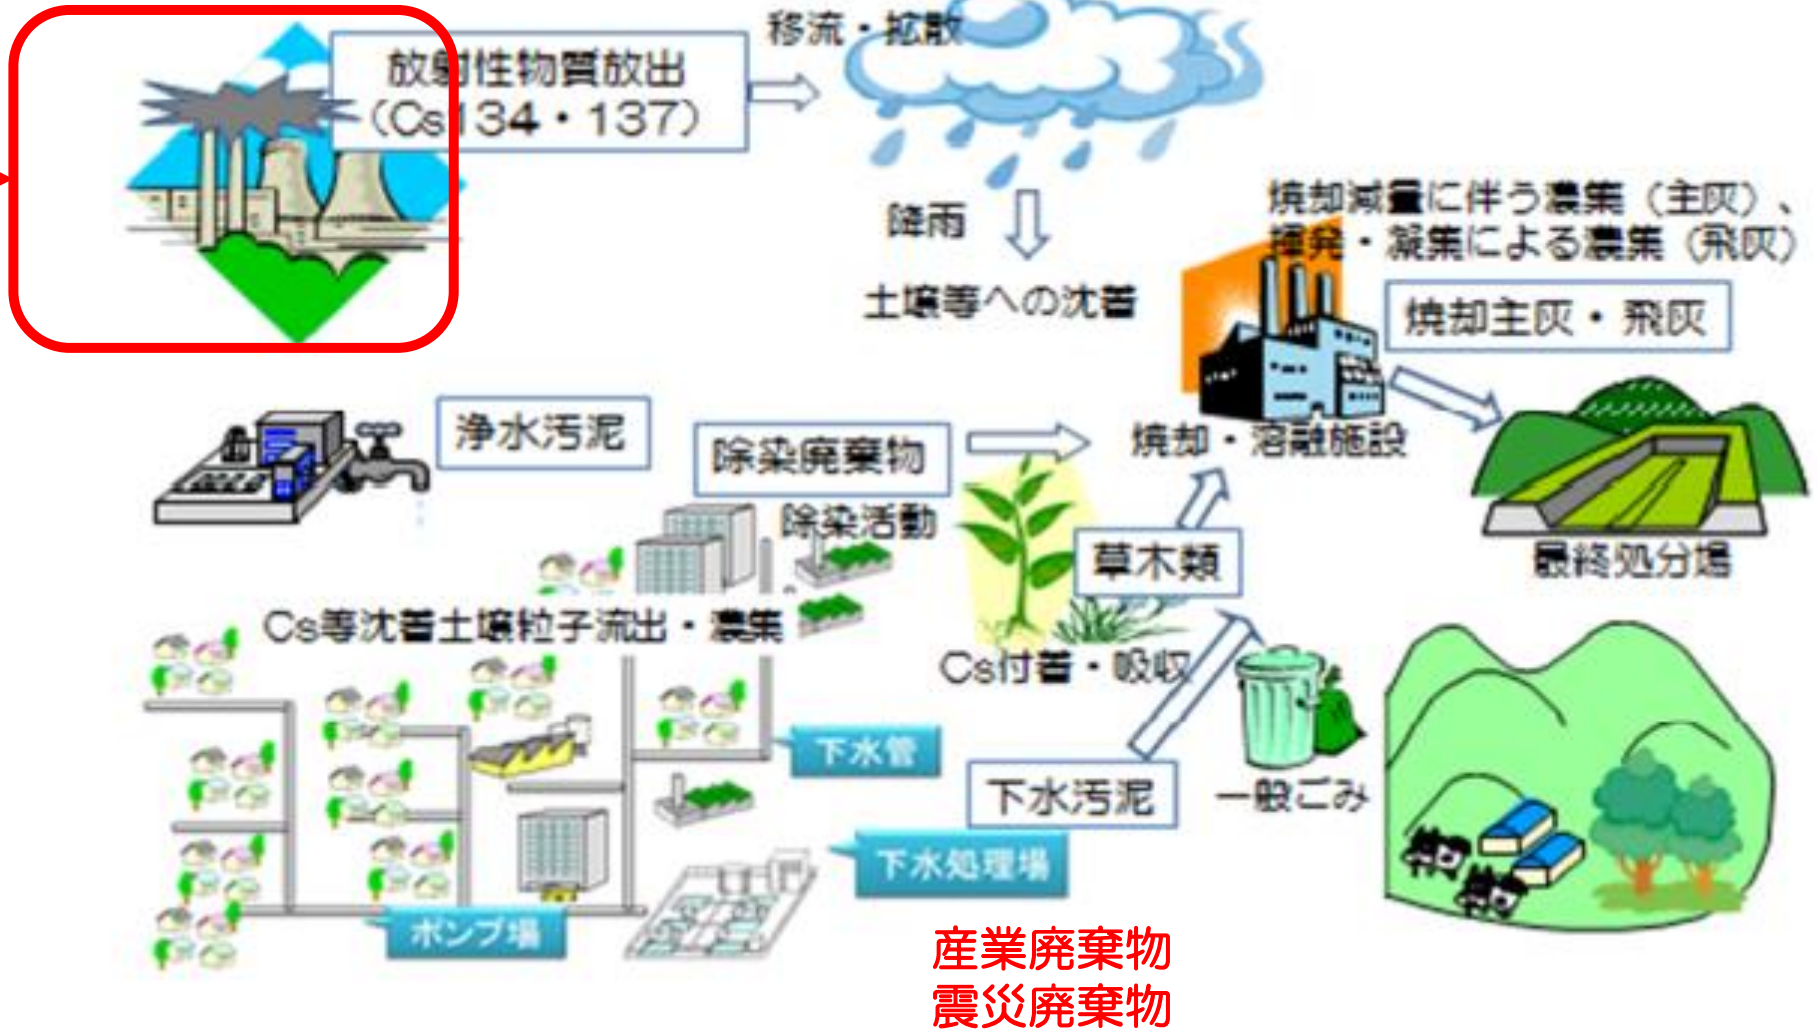 移流・拡散
放射性物質放出
（Cs134・137）
降雨
土壌等への沈着
焼却減量に伴う濃集（主灰）、
揮発・凝集による濃集（飛灰）
焼却主灰・飛灰
浄水汚泥
除染廃棄物
焼却・溶融施設
除染活動
草木類
最終処分場
Cs等沈着土壌粒子流出・濃集
Cs付着・吸収
下水管
下水汚泥
一般ごみ
下水処理場
ポンプ場
産業廃棄物
震災廃棄物